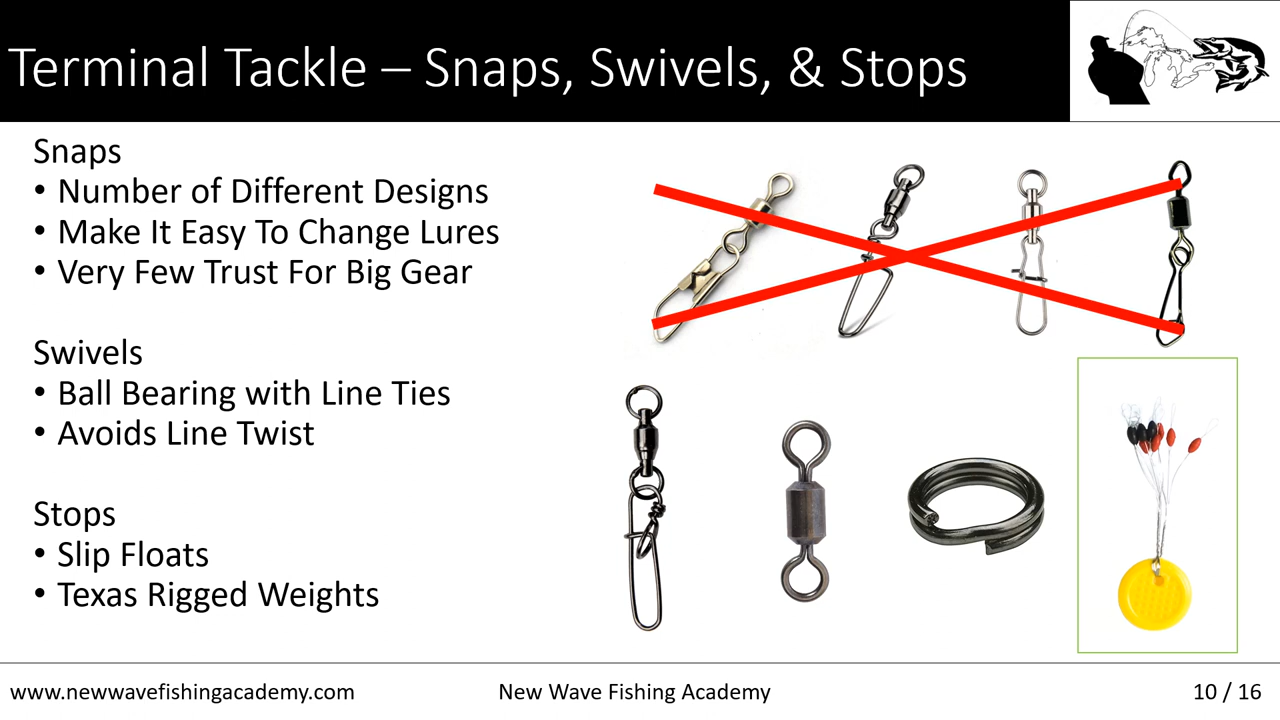 Terminal Tackle – Snaps, Swivels, & Stops
Snaps
• Number of Different Designs
• Make It Easy To Change Lures
• Very Few Trust For Big Gear
Swivels
• Ball Bearing with Line Ties
• Avoids Line Twist
Stops
• Slip Floats
• Texas Rigged Weights
www.newwavefishingacademy.com
New Wave Fishing Academy
10 / 16